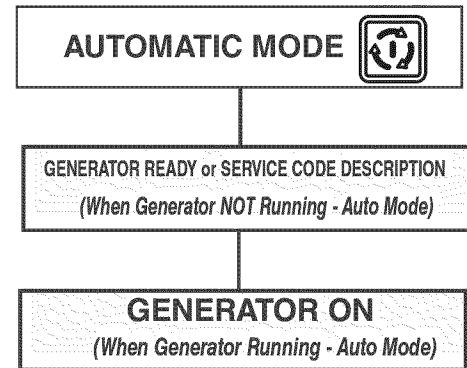 AUTOMATIC MODE
GENERATOR READY or SERVICE CODE DESCRIPTION
(When Generator NOT Running - Auto Mode)
GENERATOR ON
(When Generator Running - Auto Mode)